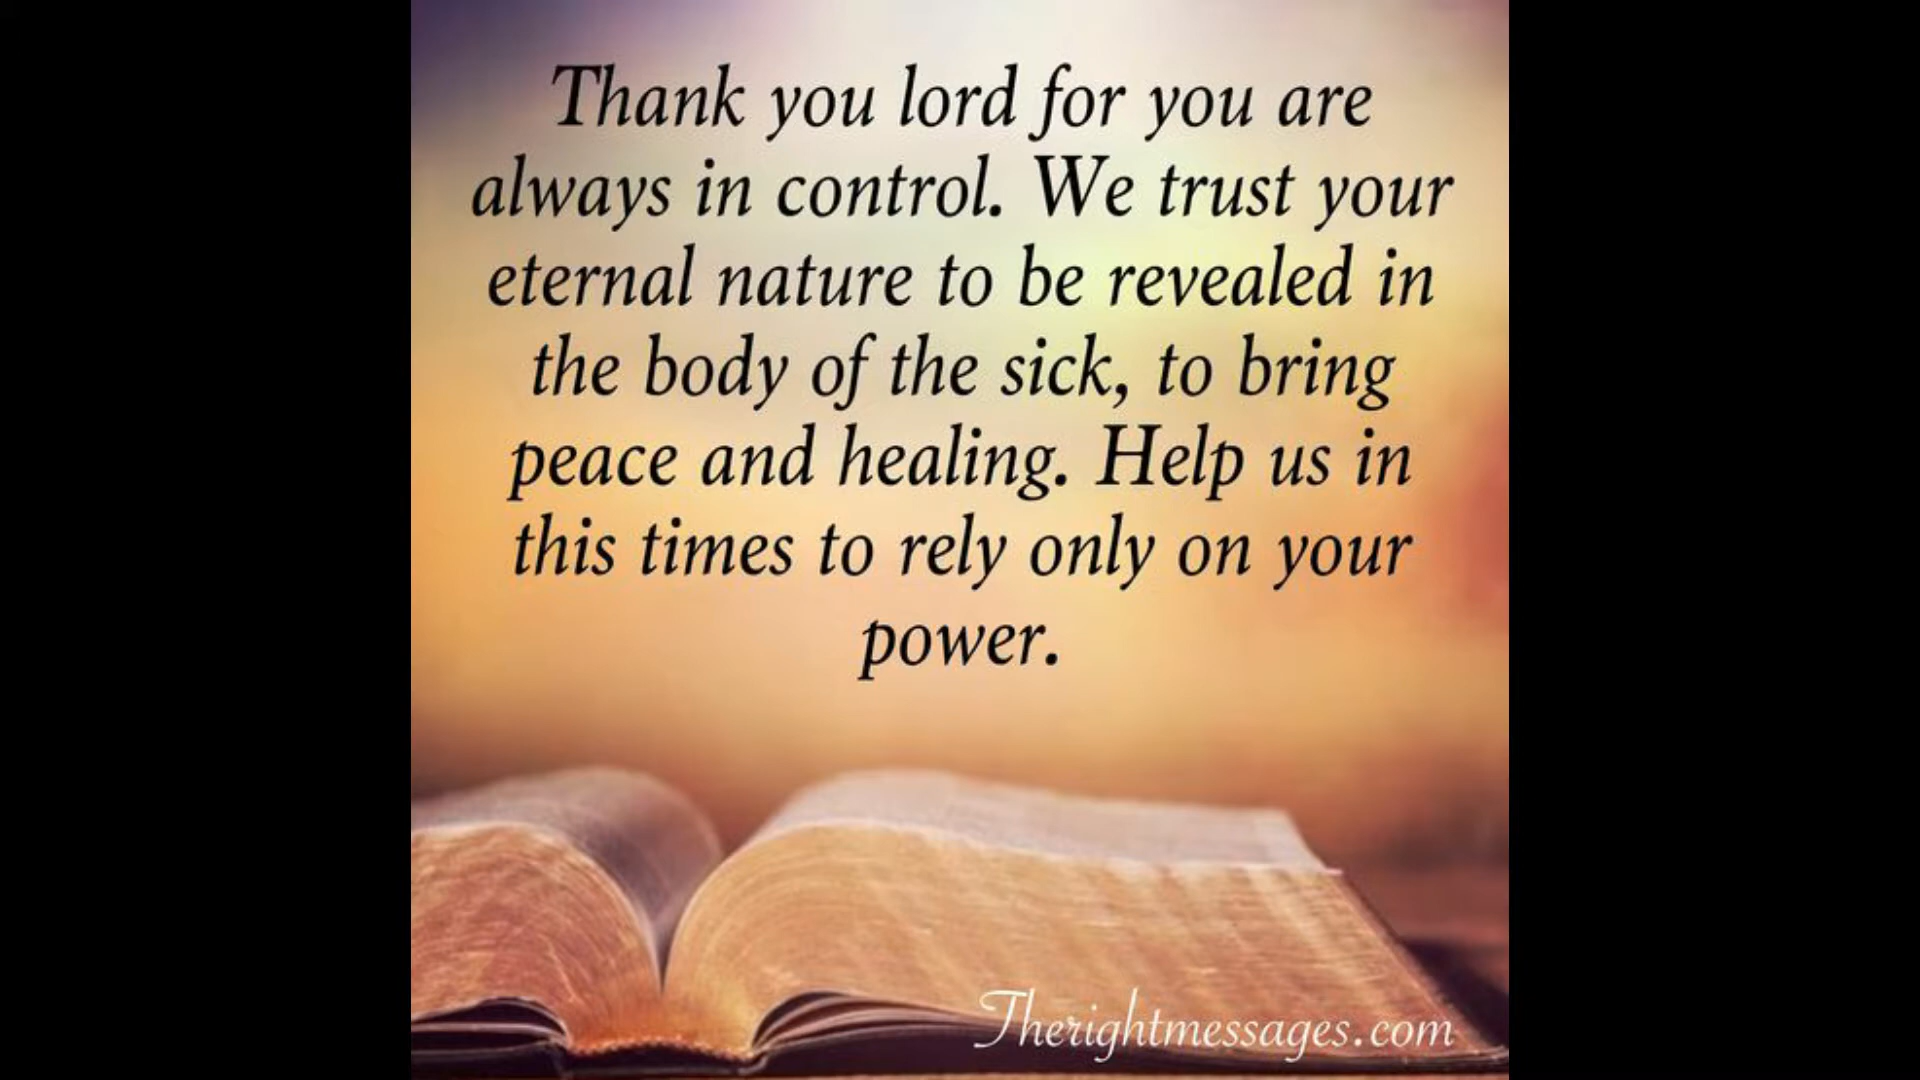 Thank you lord for you are
always in control. We trust your
eternal nature to be revealed in
the body of the sick, to bring
peace and healing. Help us in
this times to rely only on your
power.
Therightmessages.com